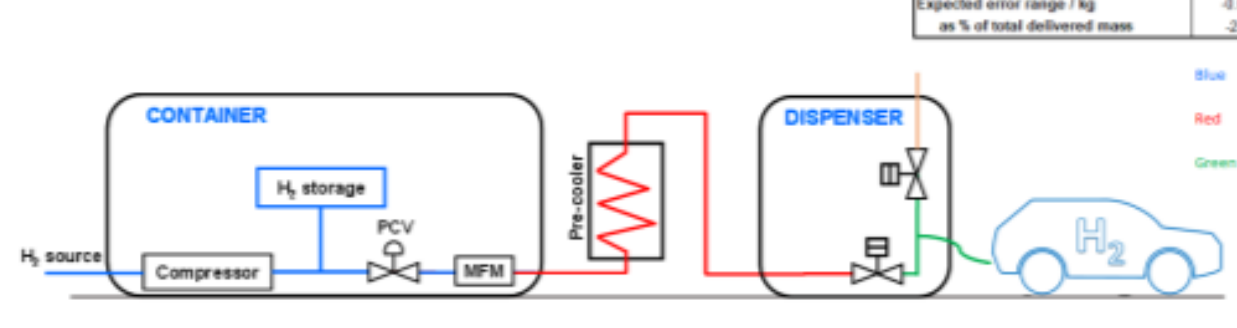 Expected error range / kg
as % of total delivered mass
Blue
CONTAINER
DISPENSER
Red
Pre-cooler
Green
H₂ storage
PCV
H₂
H₂ source
Compressor
MFM